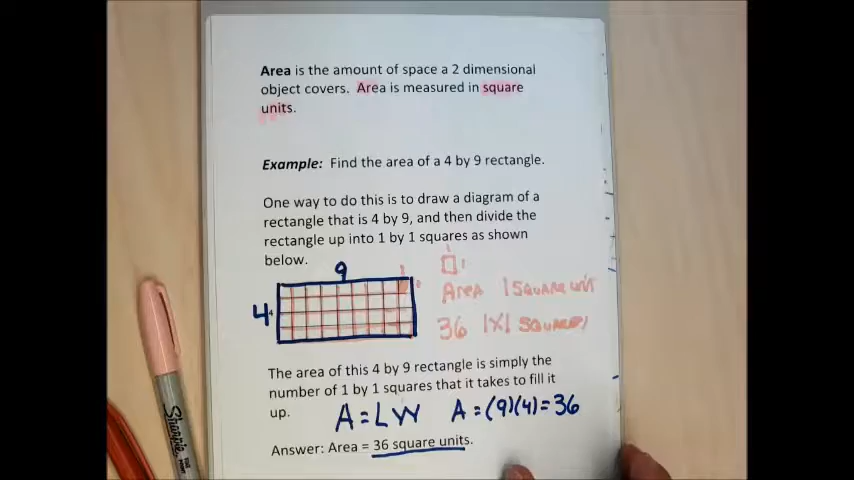 Area is the amount of space a 2 dimensional
object covers. Area is measured in square
units.
Example: Find the area of a 4 by 9 rectangle.
One way to do this is to draw a diagram of a
rectangle that is 4 by 9, and then divide the
rectangle up into 1 by 1 squares as shown
below.
9
1
1
1
1
4
Area 1 square unit
36 1x1 squares
The area of this 4 by 9 rectangle is simply the
number of 1 by 1 squares that it takes to fill it
up.
A = LW A = (9)(4) = 36
Answer: Area = 36 square units.
Sharpie